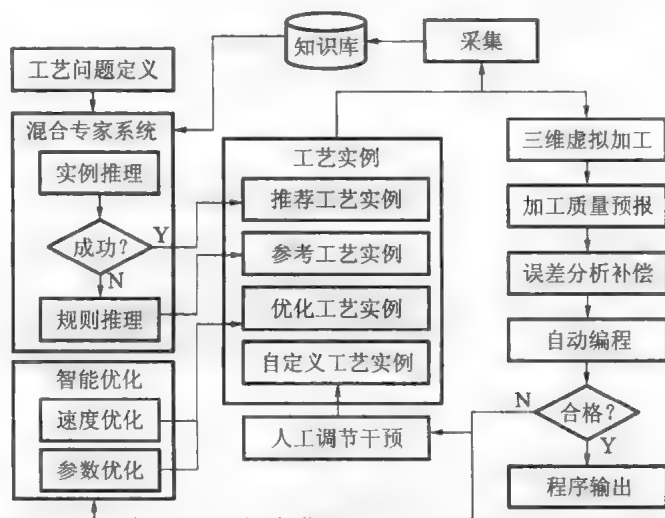 知识库
采集
工艺问题定义
混合专家系统
实例推理
成功?
Y
N
规则推理
智能优化
速度优化
参数优化
工艺实例
推荐工艺实例
参考工艺实例
优化工艺实例
自定义工艺实例
人工调节干预
三维虚拟加工
加工质量预报
误差分析补偿
自动编程
N
合格?
Y
程序输出